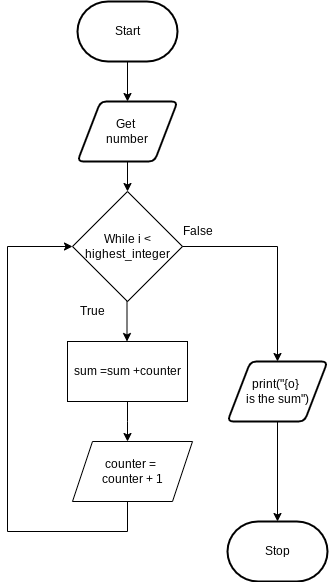 Start
Get
number
While i <
highest_integer
False
True
sum =sum +counter
print("{o}
is the sum")
counter =
counter + 1
Stop